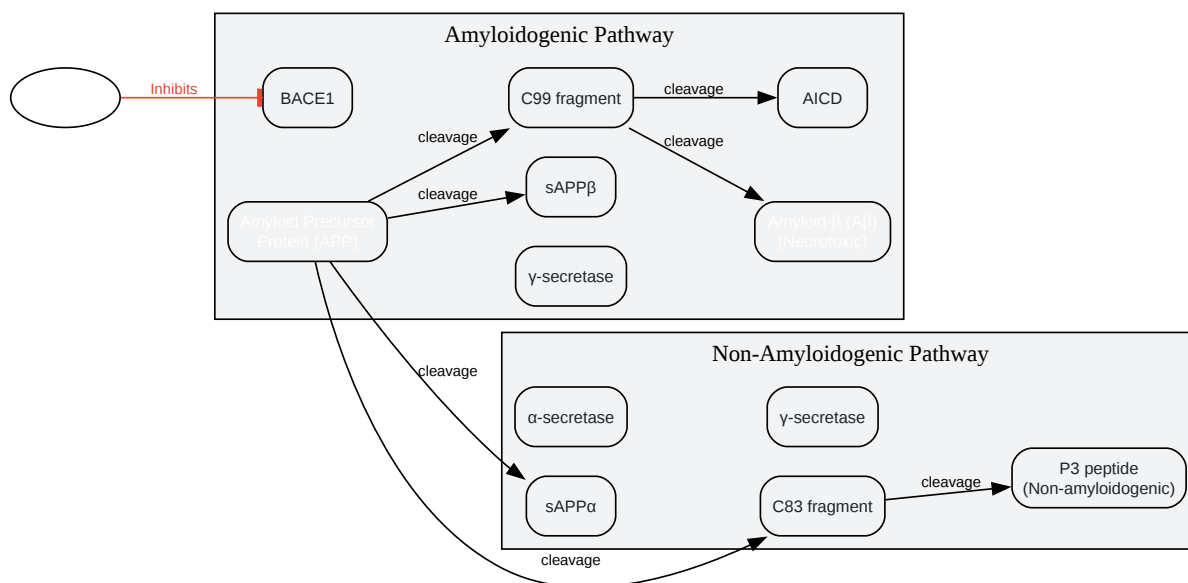 Amyloidogenic Pathway
Inhibits
BACE1
C99 fragment
cleavage
AICD
cleavage
cleavage
sAPPβ
cleavage
Amyloid Precursor
Protein (APP)
Amyloid-β (Aβ)
(Neurotoxic)
γ-secretase
Non-Amyloidogenic Pathway
cleavage
α-secretase
γ-secretase
sAPPα
C83 fragment
cleavage
P3 peptide
(Non-amyloidogenic)
cleavage